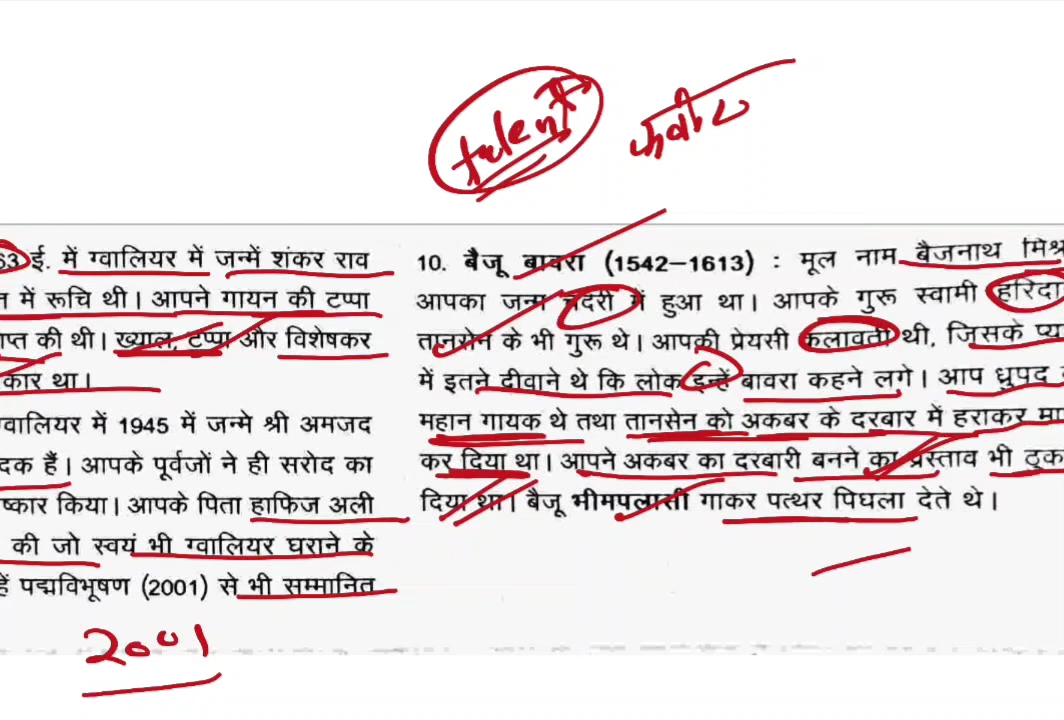 talent
63 ई. में ग्वालियर में जन्में शंकर राव
में रूचि थी। आपने गायन की टप्पा
प्त की थी। ख्याल, टप्पा और विशेषकर
कार था।
ग्वालियर में 1945 में जन्मे श्री अमजद
दक हैं। आपके पूर्वजों ने ही सरोद का
ष्कार किया। आपके पिता हाफिज अली
की जो स्वयं भी ग्वालियर घराने के
हें पद्मविभूषण (2001) से भी सम्मानित
2001
10. बैजू बावरा (1542–1613) : मूल नाम बैजनाथ मिश्र
आपका जन्म चंदेरी में हुआ था। आपके गुरू स्वामी हरिदा
तानसेन के भी गुरू थे। आपकी प्रेयसी कलावती थी, जिसके प्य
में इतने दीवाने थे कि लोक इन्हें बावरा कहने लगे। आप ध्रुपद
महान गायक थे तथा तानसेन को अकबर के दरबार में हराकर मा
कर दिया था। आपने अकबर का दरबारी बनने का प्रस्ताव भी ठुक
दिया था। बैजू भीमपलासी गाकर पत्थर पिघला देते थे।